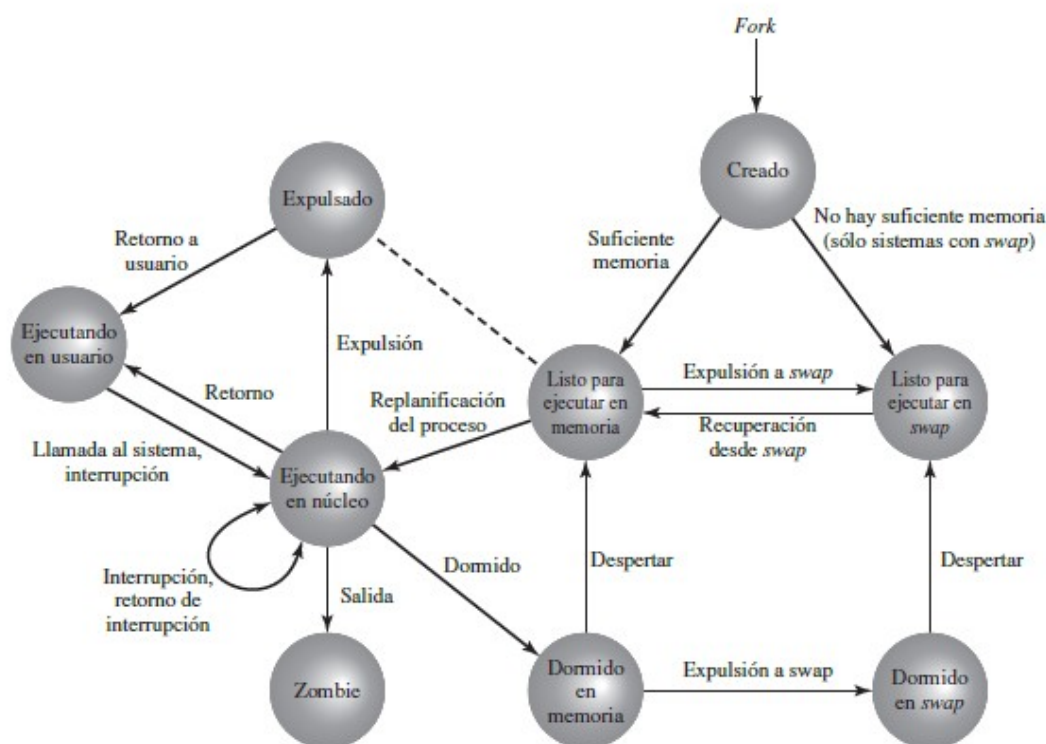 Fork
Creado
Expulsado
No hay suficiente memoria
(sólo sistemas con swap)
Suficiente
memoria
Retorno a
usuario
Ejecutando
en usuario
Expulsión
Retorno
Replanificación
del proceso
Listo para
ejecutar en
memoria
Expulsión a swap
Recuperación
desde swap
Listo para
ejecutar en
swap
Llamada al sistema,
interrupción
Ejecutando
en núcleo
Interrupción,
retorno de
interrupción
Salida
Dormido
Despertar
Despertar
Zombie
Dormido
en
memoria
Expulsión a swap
Dormido
en swap